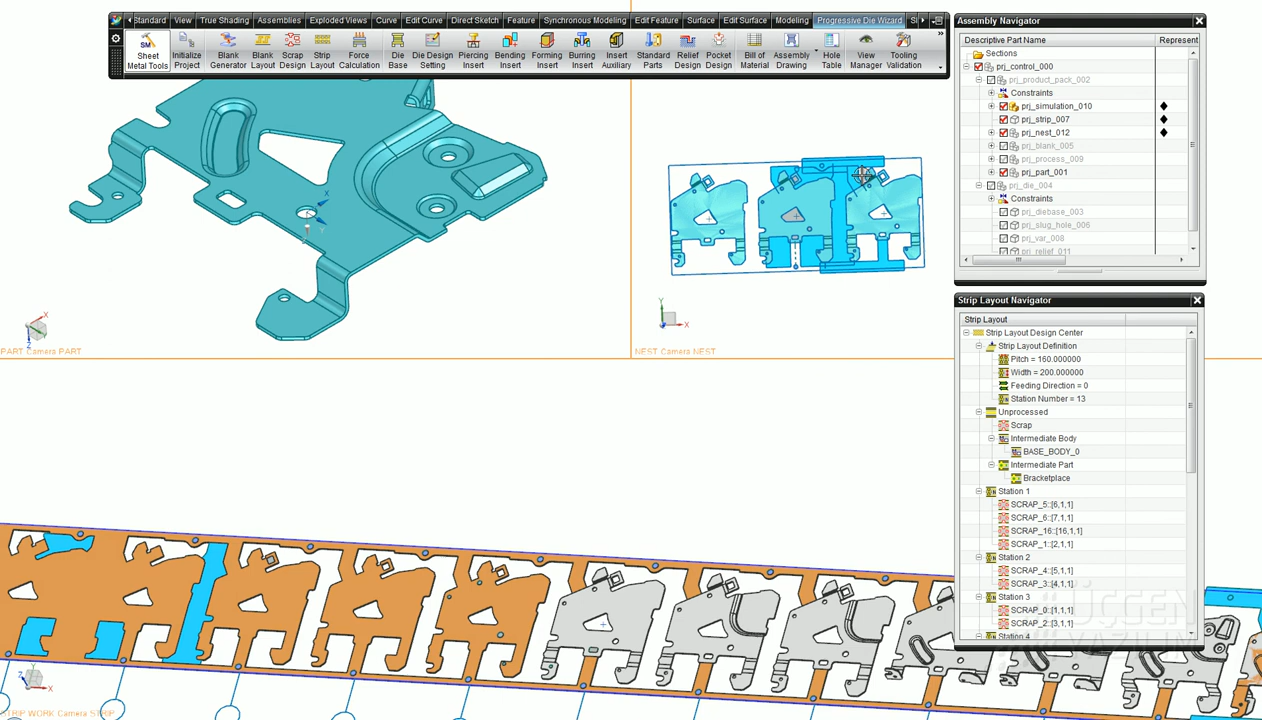 Standard View True Shading Assemblies Exploded Views Curve Edit Curve Direct Sketch Feature Synchronous Modeling Edit Feature Surface Edit Surface Modeling Progressive Die Wizard
SM
Sheet Metal Tools
Initialize Project
Blank Generator
Blank Layout
Scrap Design
Strip Layout
Force Calculation
Die Base
Die Design Setting
Piercing Insert
Bending Insert
Forming Insert
Burring Insert
Insert Auxiliary
Standard Parts
Relief Design
Pocket Design
Bill of Material
Assembly Drawing
Hole Table
View Manager
Tooling Validation
Assembly Navigator
Descriptive Part Name Represent
Sections
prj_control_000
prj_product_pack_002
Constraints
prj_simulation_010
prj_strip_007
prj_nest_012
prj_blank_005
prj_process_009
prj_part_001
prj_die_004
Constraints
prj_diebase_003
prj_slug_hole_006
prj_var_008
prj_relief_011
Strip Layout Navigator
Strip Layout
Strip Layout Design Center
Strip Layout Definition
Pitch = 160.000000
Width = 200.000000
Feeding Direction = 0
Station Number = 13
Unprocessed
Scrap
Intermediate Body
BASE_BODY_0
Intermediate Part
Bracketplace
Station 1
SCRAP_5::[6,1,1]
SCRAP_6::[7,1,1]
SCRAP_16::[16,1,1]
SCRAP_1::[2,1,1]
Station 2
SCRAP_4::[5,1,1]
SCRAP_3::[4,1,1]
Station 3
SCRAP_0::[1,1,1]
SCRAP_2::[3,1,1]
Station 4
X
Y
Z
PART Camera PART
Y
X
NEST Camera NEST
Y
Z
X
STRIP WORK Camera STRIP
ÜÇGEN
YAZILIM